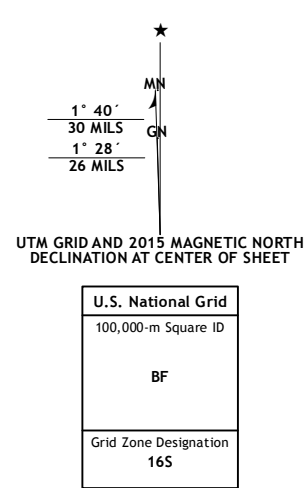 ★
MN
1° 40´
30 MILS
GN
1° 28´
26 MILS
UTM GRID AND 2015 MAGNETIC NORTH
DECLINATION AT CENTER OF SHEET
U.S. National Grid
100,000-m Square ID
BF
Grid Zone Designation
16S